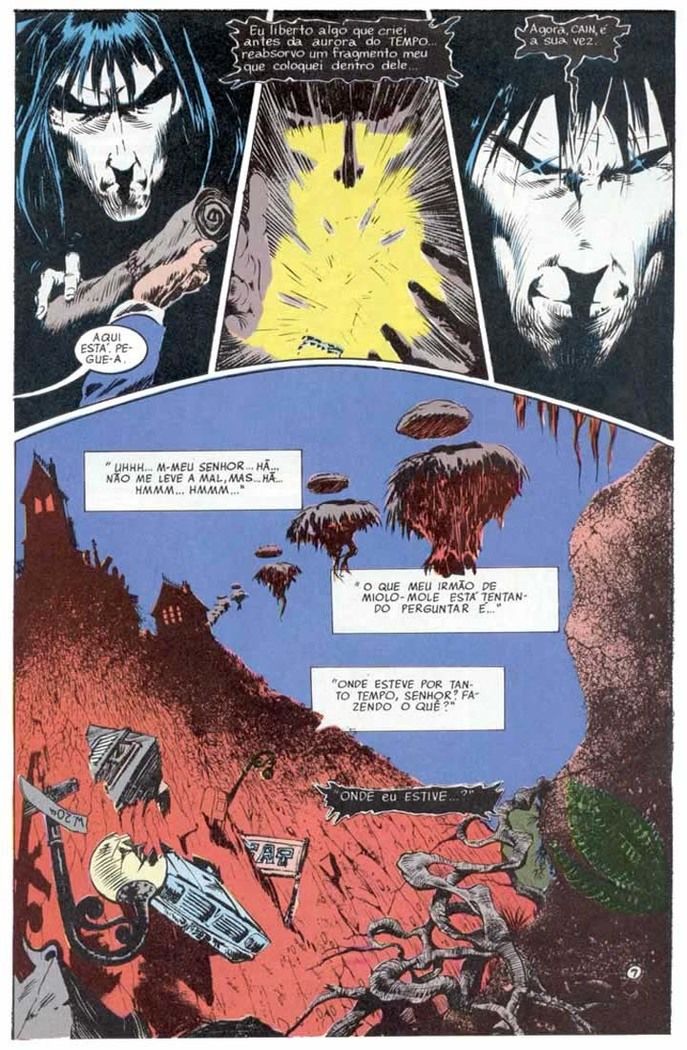 Eu liberto algo que criei
antes da aurora do TEMPO...
reabsorvo um fragmento meu
que coloquei dentro dele...
Agora, CAIN, é
a sua vez.
AQUI
ESTÁ. PE-
GUE-A.
"UHHH... M-MEU SENHOR... HÃ...
NÃO ME LEVE A MAL, MAS... HÃ...
HMMM... HMMM..."
"O QUE MEU IRMÃO DE
MIOLO-MOLE ESTÁ TENTAN-
DO PERGUNTAR É..."
"ONDE ESTEVE POR TAN-
TO TEMPO, SENHOR? FA-
ZENDO O QUÊ?"
"ONDE eu ESTIVE...?"
7